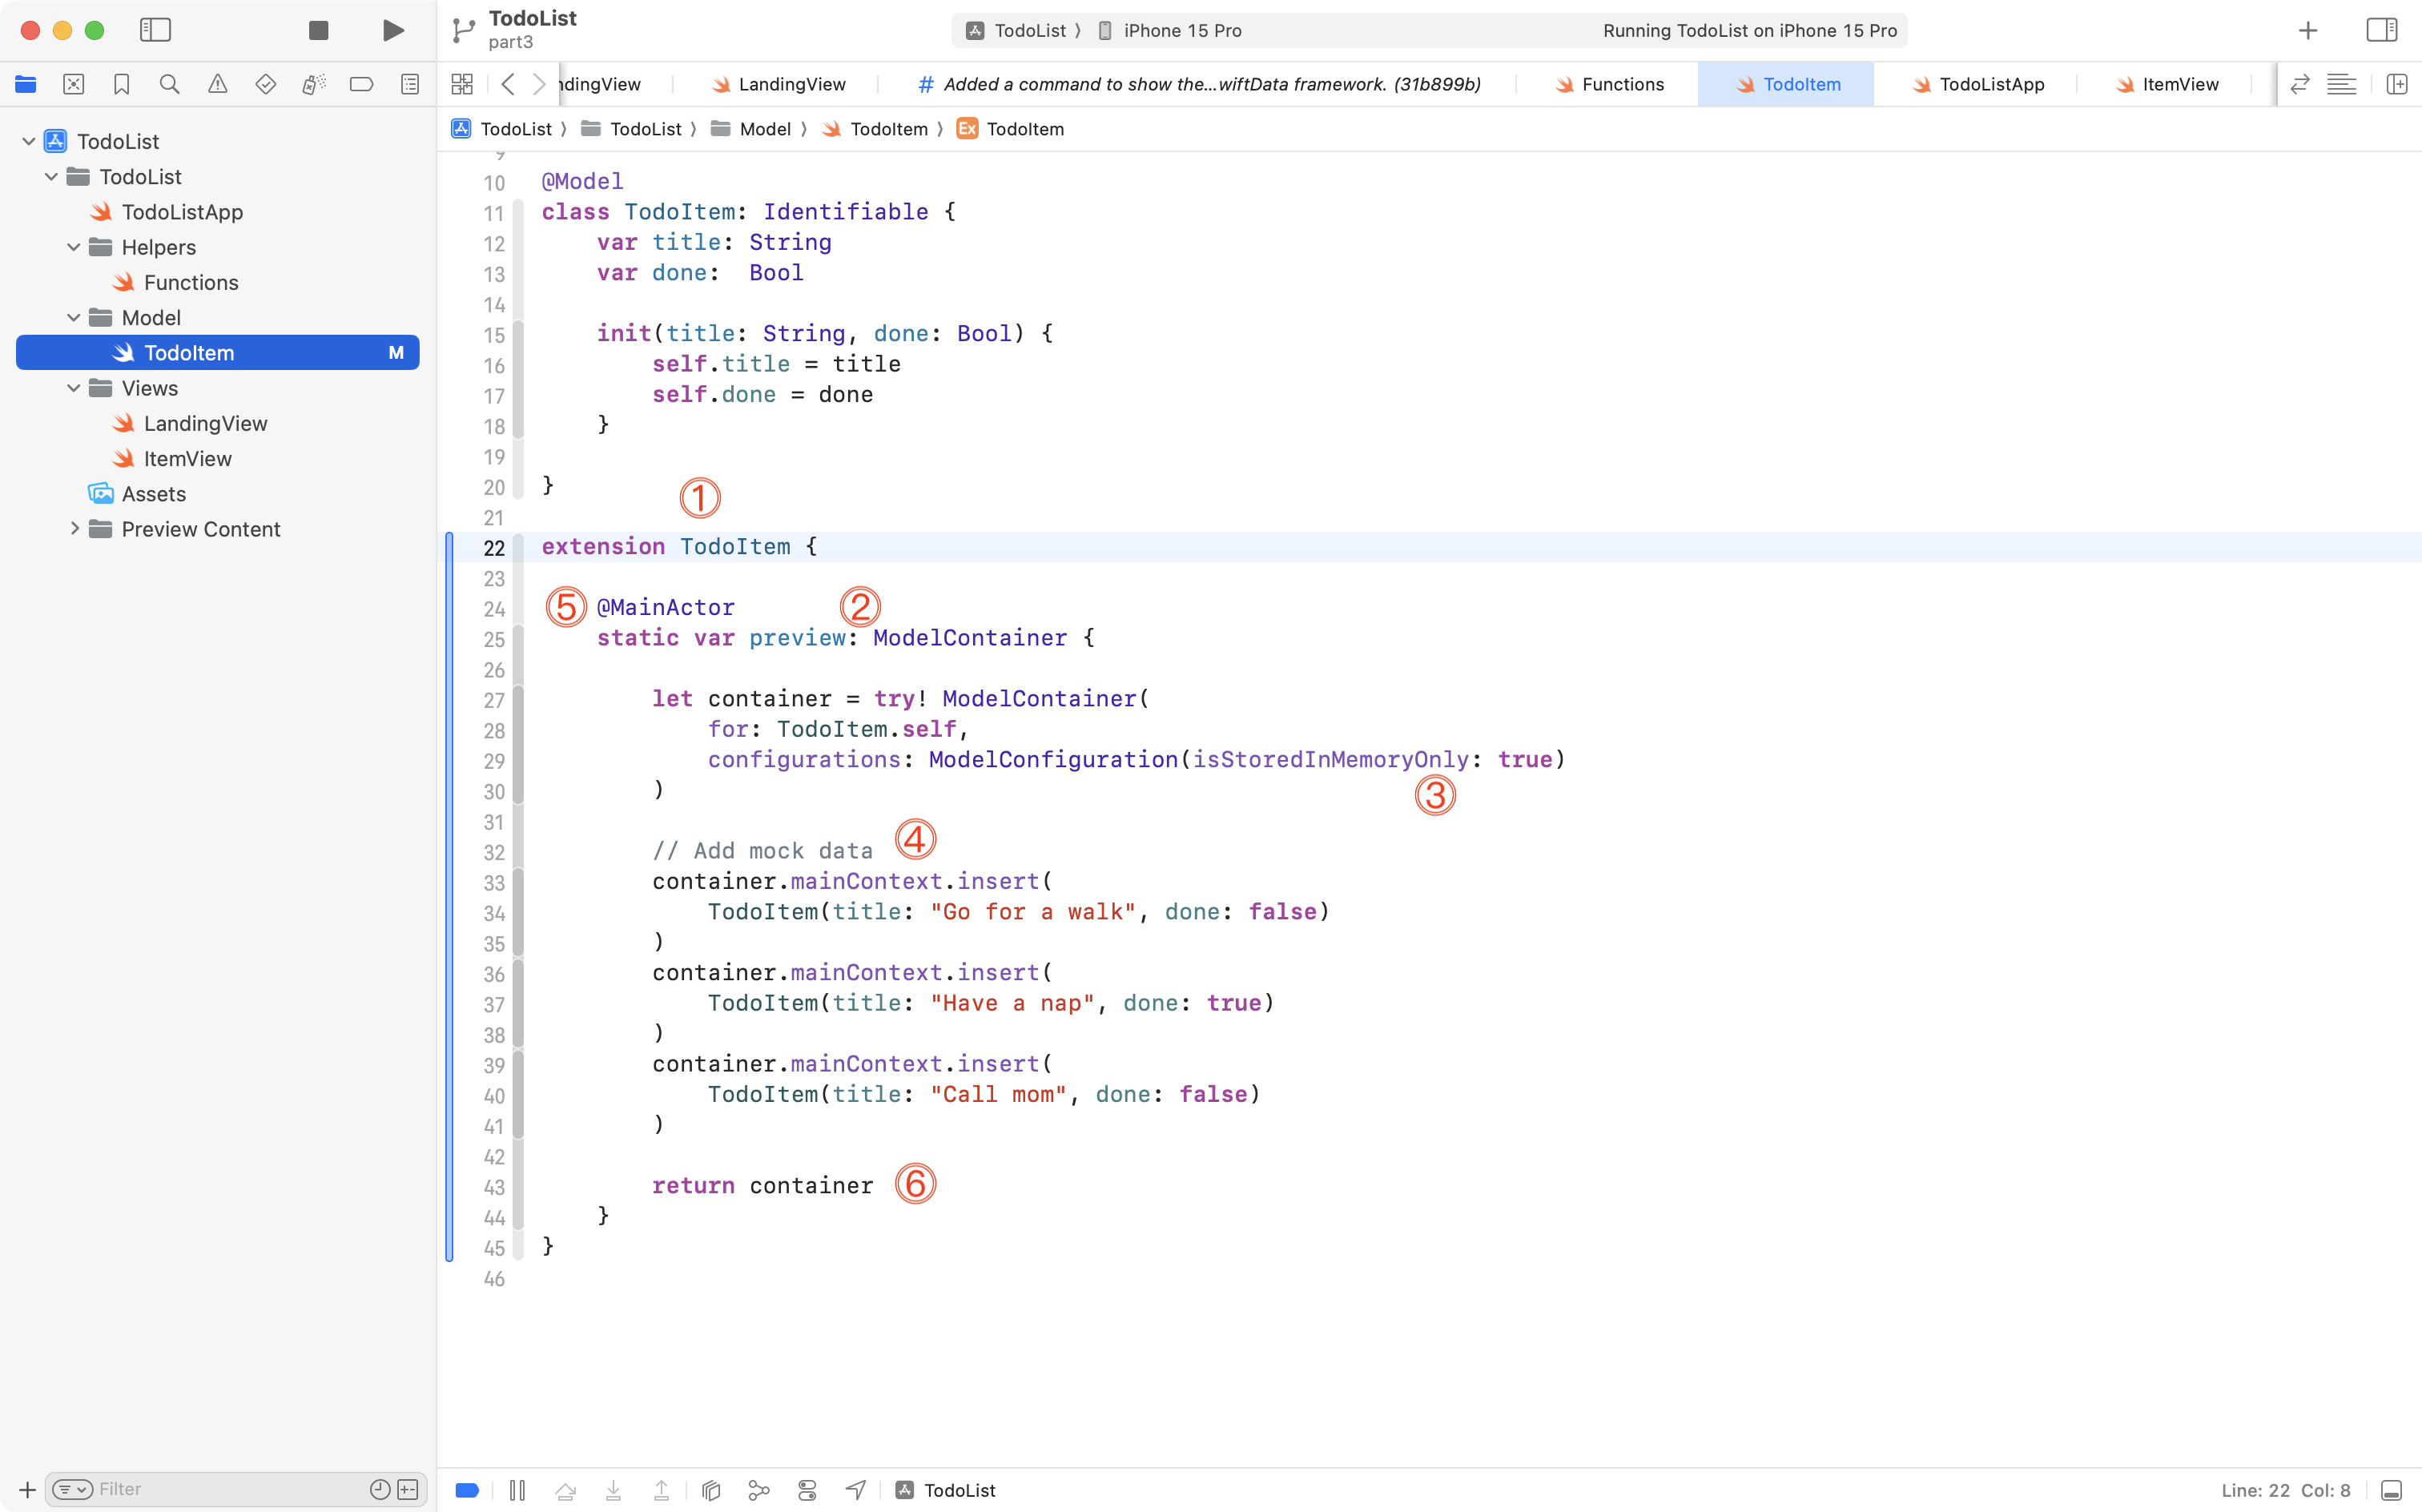 TodoList
part3
TodoList ⟩ iPhone 15 Pro
Running TodoList on iPhone 15 Pro
ndingView
LandingView
# Added a command to show the...wiftData framework. (31b899b)
Functions
TodoItem
TodoListApp
ItemView
TodoList ⟩ TodoList ⟩ Model ⟩ TodoItem ⟩ Ex TodoItem
TodoList
TodoList
TodoListApp
Helpers
Functions
Model
TodoItem M
Views
LandingView
ItemView
Assets
Preview Content
9
10 @Model
11 class TodoItem: Identifiable {
12     var title: String
13     var done:  Bool
14
15     init(title: String, done: Bool) {
16         self.title = title
17         self.done = done
18     }
19
20 }
①
21
22 extension TodoItem {
23
24 ⑤ @MainActor ②
25     static var preview: ModelContainer {
26
27         let container = try! ModelContainer(
28             for: TodoItem.self,
29             configurations: ModelConfiguration(isStoredInMemoryOnly: true)
30         )
③
31
32         // Add mock data ④
33         container.mainContext.insert(
34             TodoItem(title: "Go for a walk", done: false)
35         )
36         container.mainContext.insert(
37             TodoItem(title: "Have a nap", done: true)
38         )
39         container.mainContext.insert(
40             TodoItem(title: "Call mom", done: false)
41         )
42
43         return container ⑥
44     }
45 }
46
Filter
TodoList
Line: 22 Col: 8